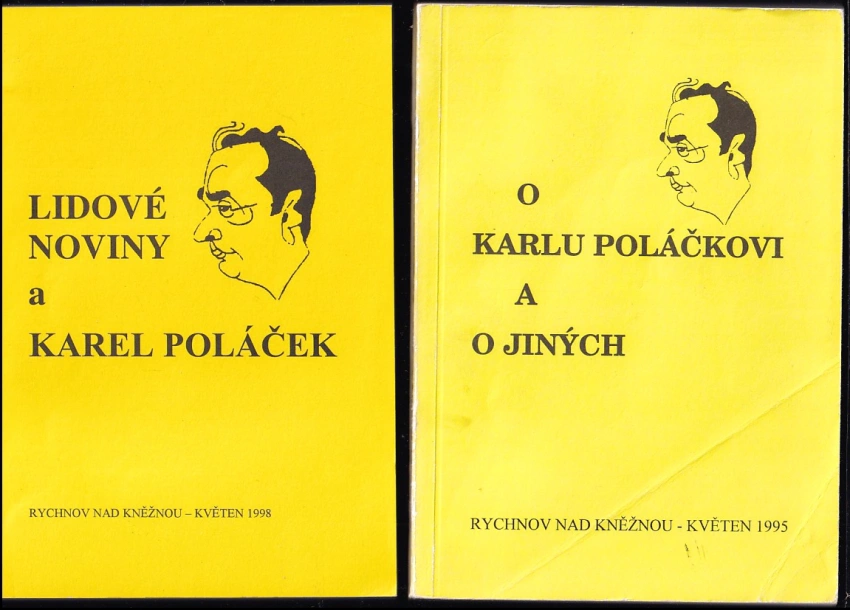 LIDOVÉ
NOVINY
a
KAREL POLÁČEK
RYCHNOV NAD KNĚŽNOU – KVĚTEN 1998
O
KARLU POLÁČKOVI
A
O JINÝCH
RYCHNOV NAD KNĚŽNOU - KVĚTEN 1995